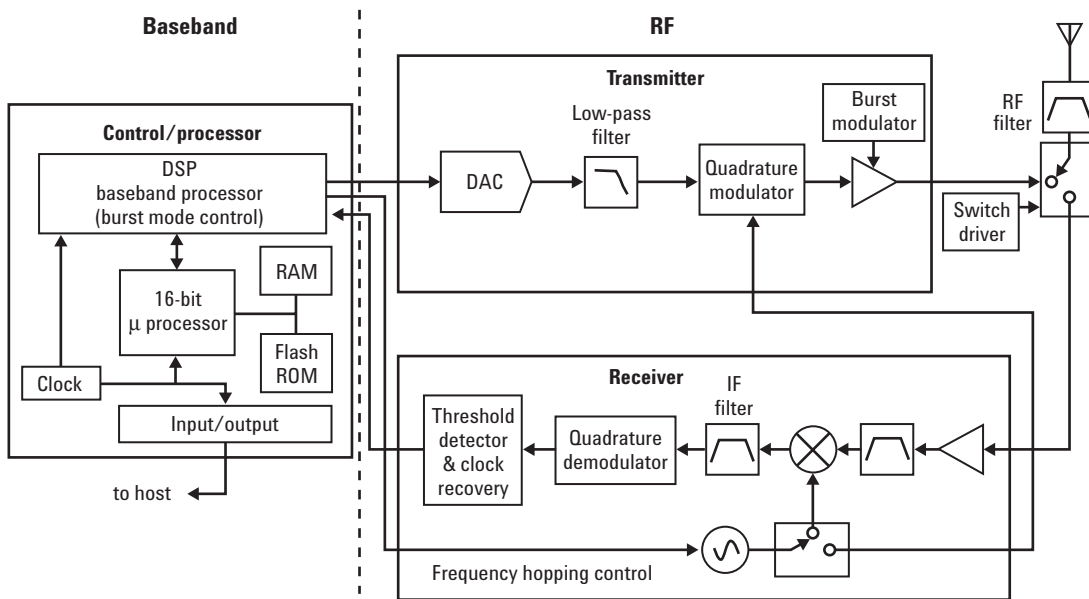 Baseband
RF
Control/processor
DSP
baseband processor
(burst mode control)
RAM
16-bit
μ processor
Flash
ROM
Clock
Input/output
to host
Transmitter
DAC
Low-pass
filter
Quadrature
modulator
Burst
modulator
RF
filter
Switch
driver
Receiver
Threshold
detector
& clock
recovery
Quadrature
demodulator
IF
filter
Frequency hopping control